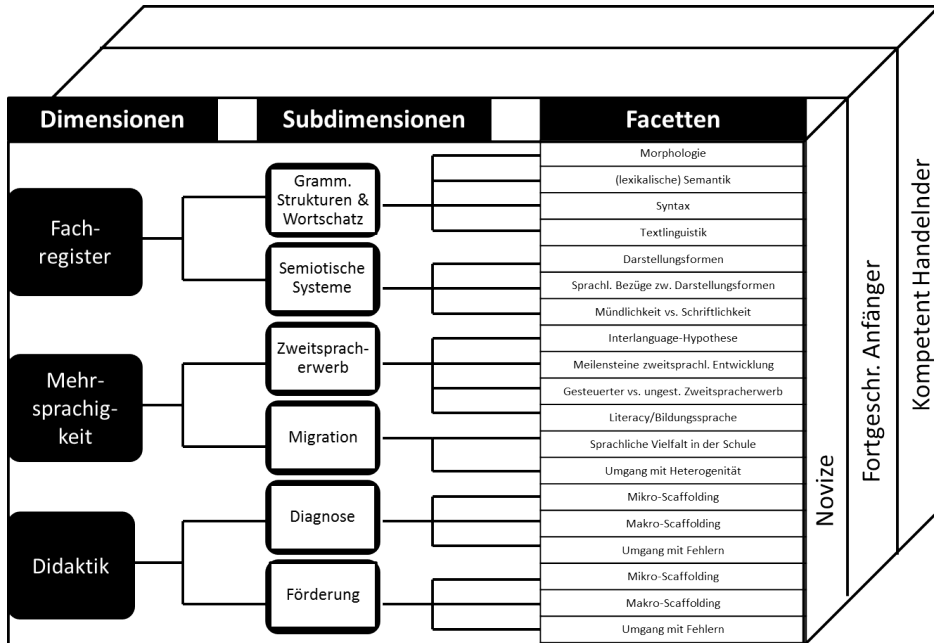 Dimensionen
Subdimensionen
Facetten
Fach-
register
Gramm.
Strukturen &
Wortschatz
Morphologie
(lexikalische) Semantik
Syntax
Textlinguistik
Semiotische
Systeme
Darstellungsformen
Sprachl. Bezüge zw. Darstellungsformen
Mündlichkeit vs. Schriftlichkeit
Mehr-
sprachig-
keit
Zweitsprach-
erwerb
Interlanguage-Hypothese
Meilensteine zweitsprachl. Entwicklung
Gesteuerter vs. ungest. Zweitspracherwerb
Literacy/Bildungssprache
Migration
Sprachliche Vielfalt in der Schule
Umgang mit Heterogenität
Didaktik
Diagnose
Mikro-Scaffolding
Makro-Scaffolding
Umgang mit Fehlern
Förderung
Mikro-Scaffolding
Makro-Scaffolding
Umgang mit Fehlern
Novize
Fortgeschr. Anfänger
Kompetent Handelnder